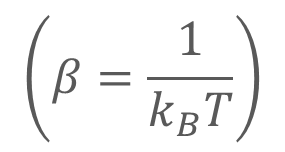 (β = 1/(k_B T))